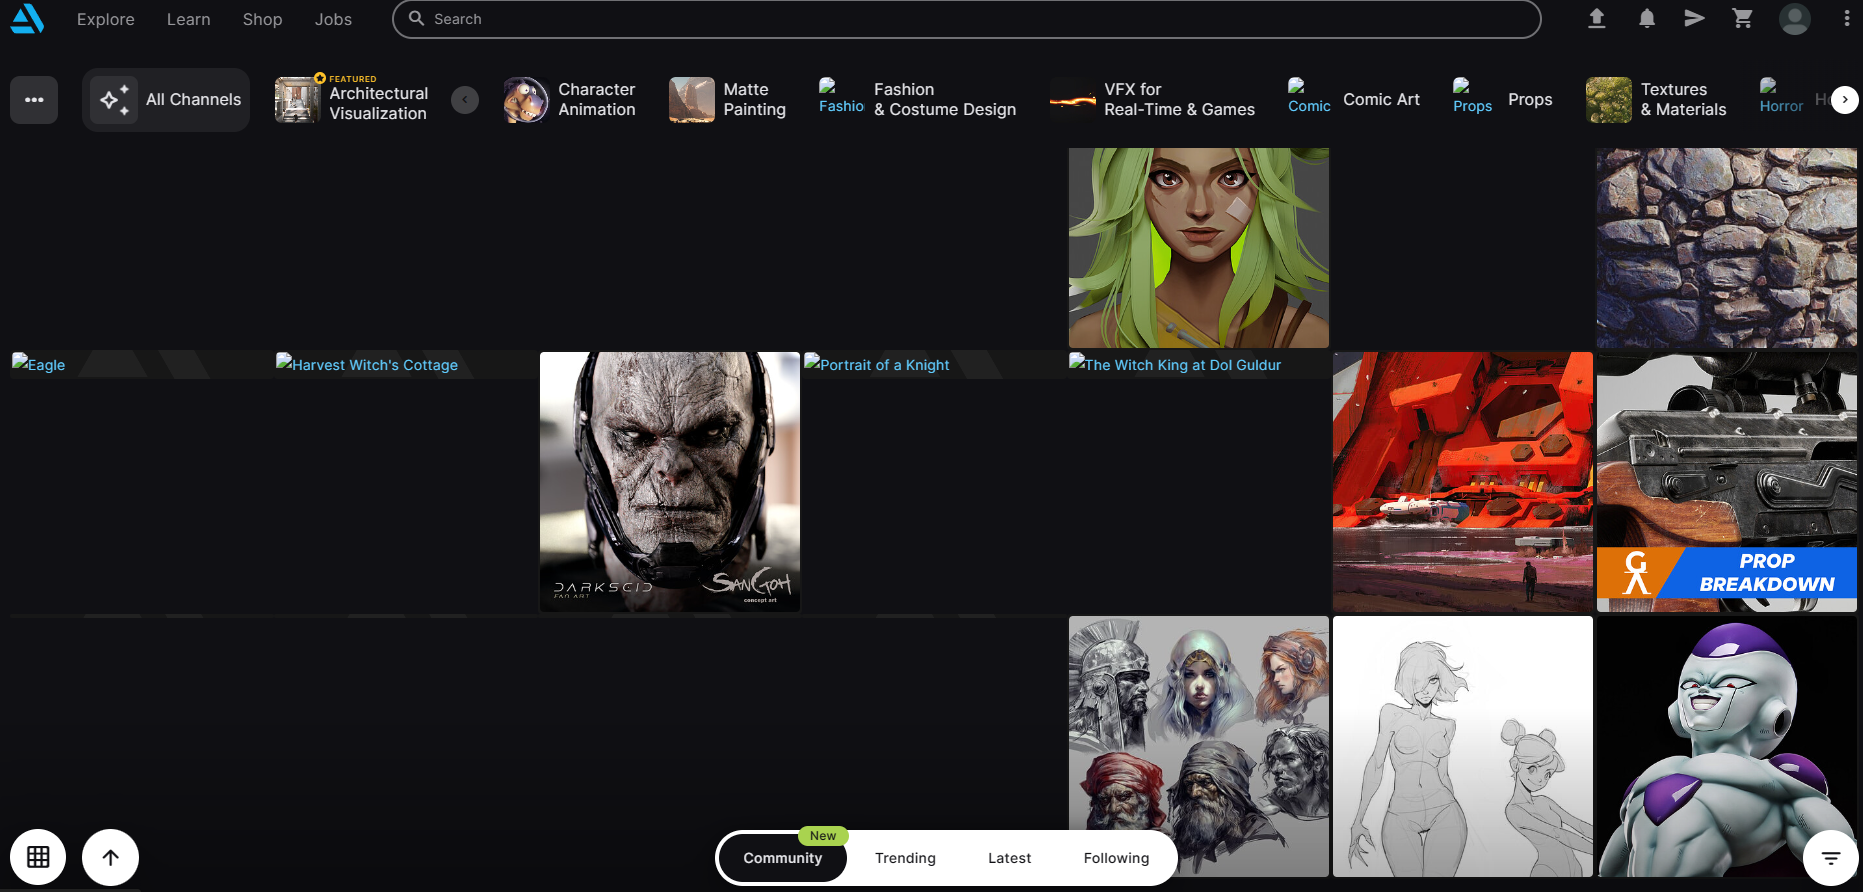 Explore
Learn
Shop
Jobs
Search
All Channels
FEATURED
Architectural
Visualization
Character
Animation
Matte
Painting
Fashion
& Costume Design
VFX for
Real-Time & Games
Comic
Comic Art
Props
Props
Textures
& Materials
Horror
Eagle
Harvest Witch's Cottage
Portrait of a Knight
The Witch King at Dol Guldur
DARKSEID
FAN ART
SANGOH
concept art
G
PROP
BREAKDOWN
New
Community
Trending
Latest
Following